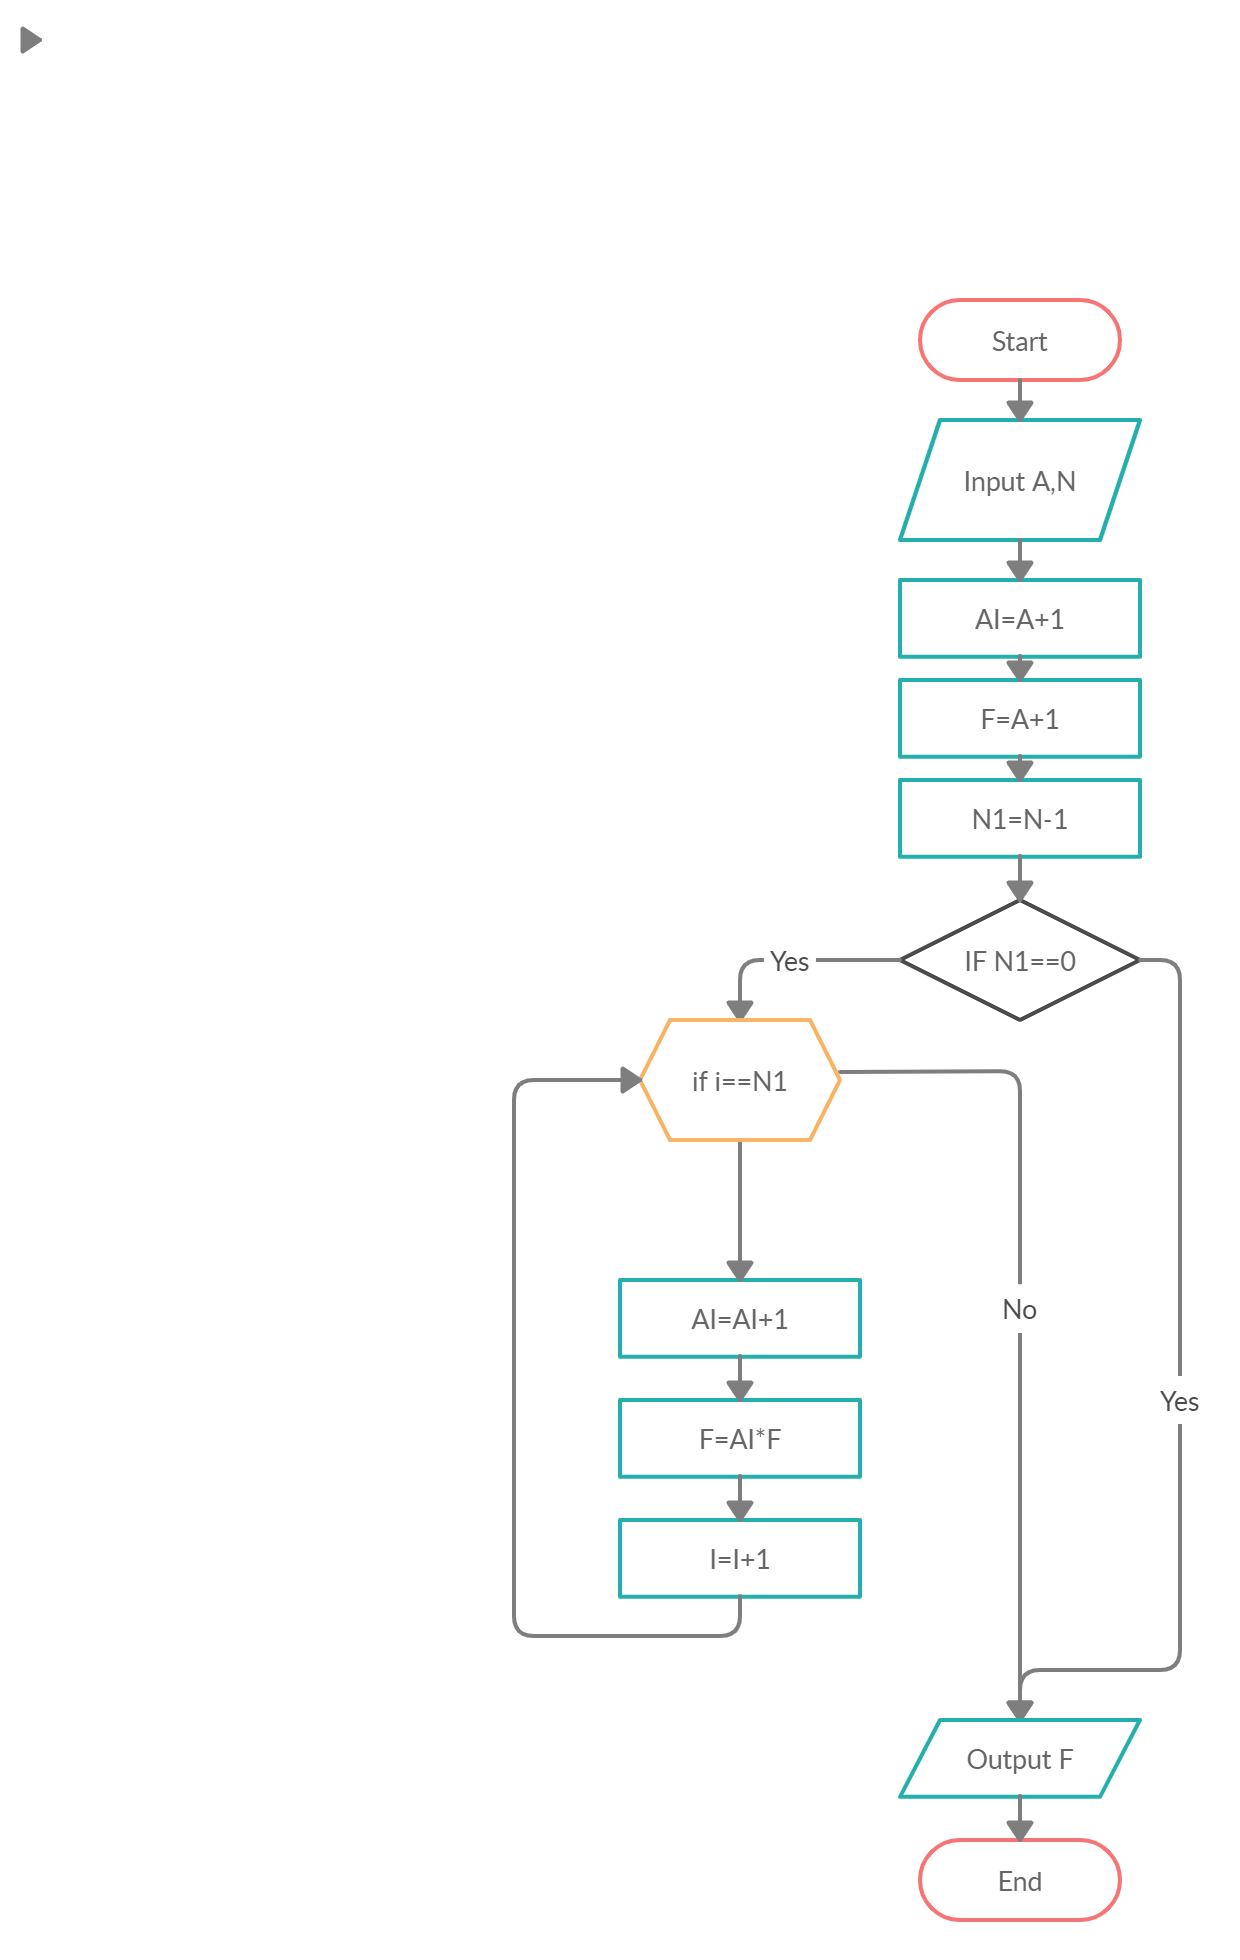 Start
Input A,N
AI=A+1
F=A+1
N1=N-1
IF N1==0
Yes
if i==N1
AI=AI+1
No
Yes
F=AI*F
I=I+1
Output F
End